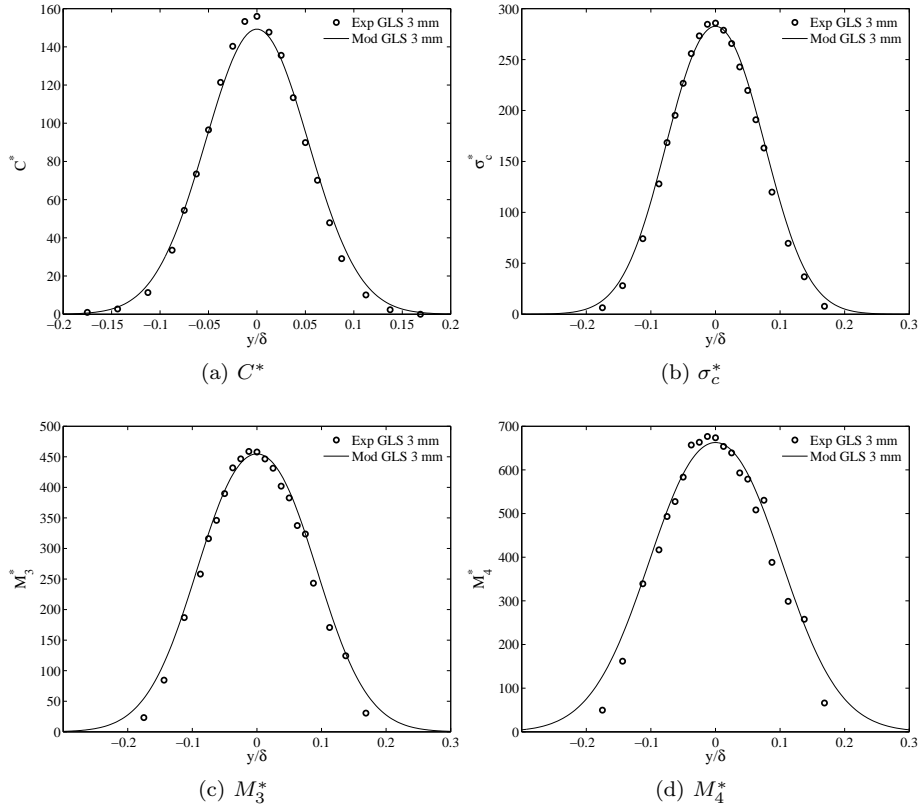 160
140
120
100
80
60
40
20
0
C*
−0.2 −0.15 −0.1 −0.05 0 0.05 0.1 0.15 0.2
y/δ
Exp GLS 3 mm
Mod GLS 3 mm
(a) C*
300
250
200
150
100
50
0
σ*c
−0.2 −0.1 0 0.1 0.2 0.3
y/δ
Exp GLS 3 mm
Mod GLS 3 mm
(b) σ*c
500
450
400
350
300
250
200
150
100
50
0
M*3
−0.2 −0.1 0 0.1 0.2 0.3
y/δ
Exp GLS 3 mm
Mod GLS 3 mm
(c) M*3
700
600
500
400
300
200
100
0
M*4
−0.2 −0.1 0 0.1 0.2 0.3
y/δ
Exp GLS 3 mm
Mod GLS 3 mm
(d) M*4